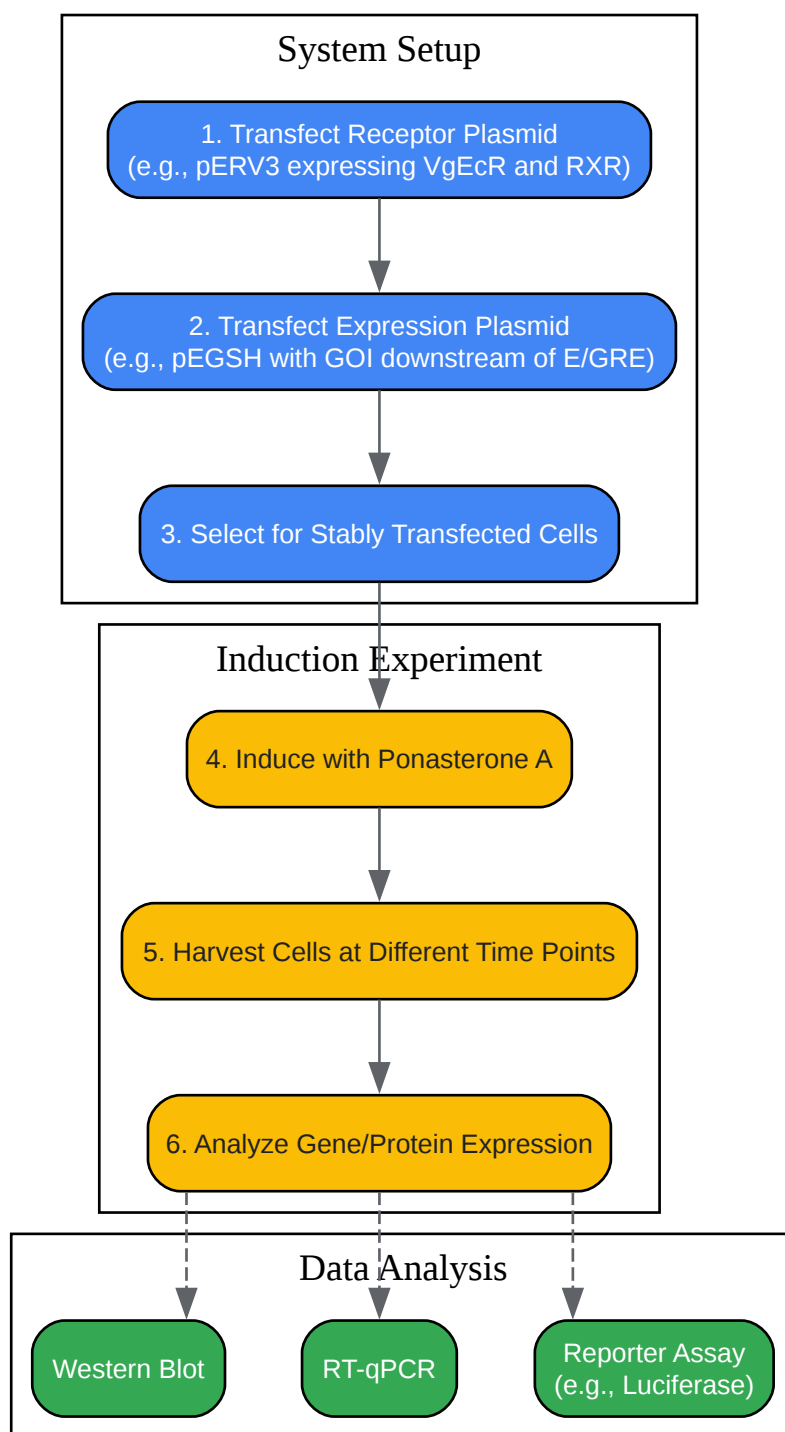 System Setup
1. Transfect Receptor Plasmid
(e.g., pERV3 expressing VgEcR and RXR)
2. Transfect Expression Plasmid
(e.g., pEGSH with GOI downstream of E/GRE)
3. Select for Stably Transfected Cells
Induction Experiment
4. Induce with Ponasterone A
5. Harvest Cells at Different Time Points
6. Analyze Gene/Protein Expression
Data Analysis
Western Blot
RT-qPCR
Reporter Assay
(e.g., Luciferase)